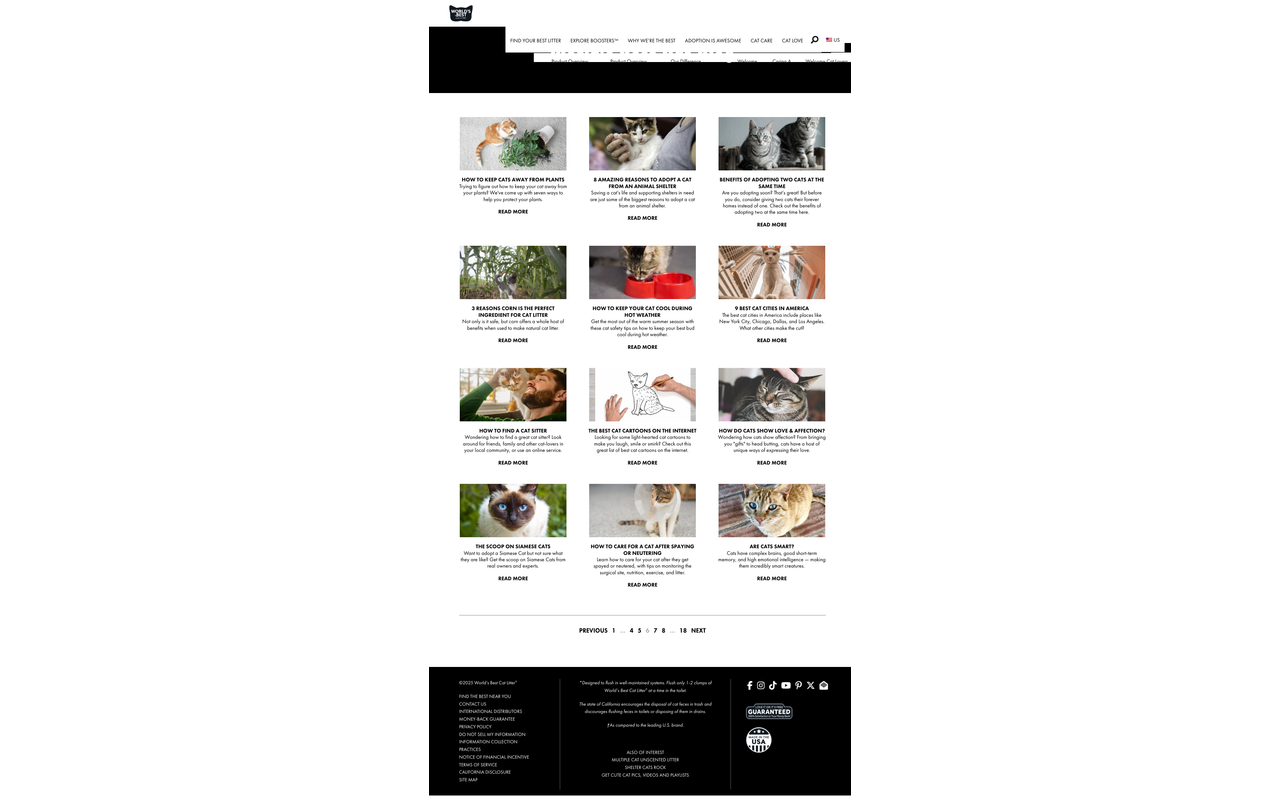 WORLD'S
BEST
FIND YOUR BEST LITTER EXPLORE BOOSTERS™ WHY WE'RE THE BEST ADOPTION IS AWESOME CAT CARE CAT LOVE US
Product Overview Product Overview Our Difference Welcome
HOW TO KEEP CATS AWAY FROM PLANTS
Trying to figure out how to keep your cat away from
your plants? We've come up with seven ways to
help you protect your plants.
READ MORE
8 AMAZING REASONS TO ADOPT A CAT
FROM AN ANIMAL SHELTER
Saving a cat's life and supporting shelters in need
are just some of the biggest reasons to adopt a cat
from an animal shelter.
READ MORE
BENEFITS OF ADOPTING TWO CATS AT THE
SAME TIME
Are you adopting soon? That's great! But before
you do, consider giving two cats their forever
homes instead of one. Check out the benefits of
adopting two at the same time here.
READ MORE
3 REASONS CORN IS THE PERFECT
INGREDIENT FOR CAT LITTER
Not only is it safe, but corn offers a whole host of
benefits when used to make natural cat litter.
READ MORE
HOW TO KEEP YOUR CAT COOL DURING
HOT WEATHER
Get the most out of the warm summer season with
these cat safety tips on how to keep your best bud
cool during hot weather.
READ MORE
9 BEST CAT CITIES IN AMERICA
The best cat cities in America include places like
New York City, Chicago, Dallas, and Los Angeles.
What other cities make the cut?
READ MORE
HOW TO FIND A CAT SITTER
Wondering how to find a great cat sitter? Look
around for friends, family and other cat-lovers in
your local community, or use an online service.
READ MORE
THE BEST CAT CARTOONS ON THE INTERNET
Looking for some light-hearted cat cartoons to
make you laugh, smile or smirk? Check out this
great list of best cat cartoons on the internet.
READ MORE
HOW DO CATS SHOW LOVE & AFFECTION?
Wondering how cats show affection? From bringing
you "gifts" to head butting, cats have a host of
unique ways of expressing their love.
READ MORE
THE SCOOP ON SIAMESE CATS
Want to adopt a Siamese Cat but not sure what
they are like? Get the scoop on Siamese Cats from
real owners and experts.
READ MORE
HOW TO CARE FOR A CAT AFTER SPAYING
OR NEUTERING
Learn how to care for your cat after they get
spayed or neutered, with tips on monitoring the
surgical site, nutrition, exercise, and litter.
READ MORE
ARE CATS SMART?
Cats have complex brains, good short-term
memory, and high emotional intelligence — making
them incredibly smart creatures.
READ MORE
PREVIOUS 1 ... 4 5 6 7 8 ... 18 NEXT
©2025 World's Best Cat Litter®
FIND THE BEST NEAR YOU
CONTACT US
INTERNATIONAL DISTRIBUTORS
MONEY-BACK GUARANTEE
PRIVACY POLICY
DO NOT SELL MY INFORMATION
INFORMATION COLLECTION
PRACTICES
NOTICE OF FINANCIAL INCENTIVE
TERMS OF SERVICE
CALIFORNIA DISCLOSURE
SITE MAP
*Designed to flush in well-maintained systems. Flush only 1-2 clumps of
World's Best Cat Litter® at a time in the toilet.
The state of California encourages the disposal of cat feces in trash and
discourages flushing feces in toilets or disposing of them in drains.
†As compared to the leading U.S. brand.
ALSO OF INTEREST
MULTIPLE CAT UNSCENTED LITTER
SHELTER CATS ROCK
GET CUTE CAT PICS, VIDEOS AND PLAYLISTS
GUARANTEED
MADE IN THE
USA